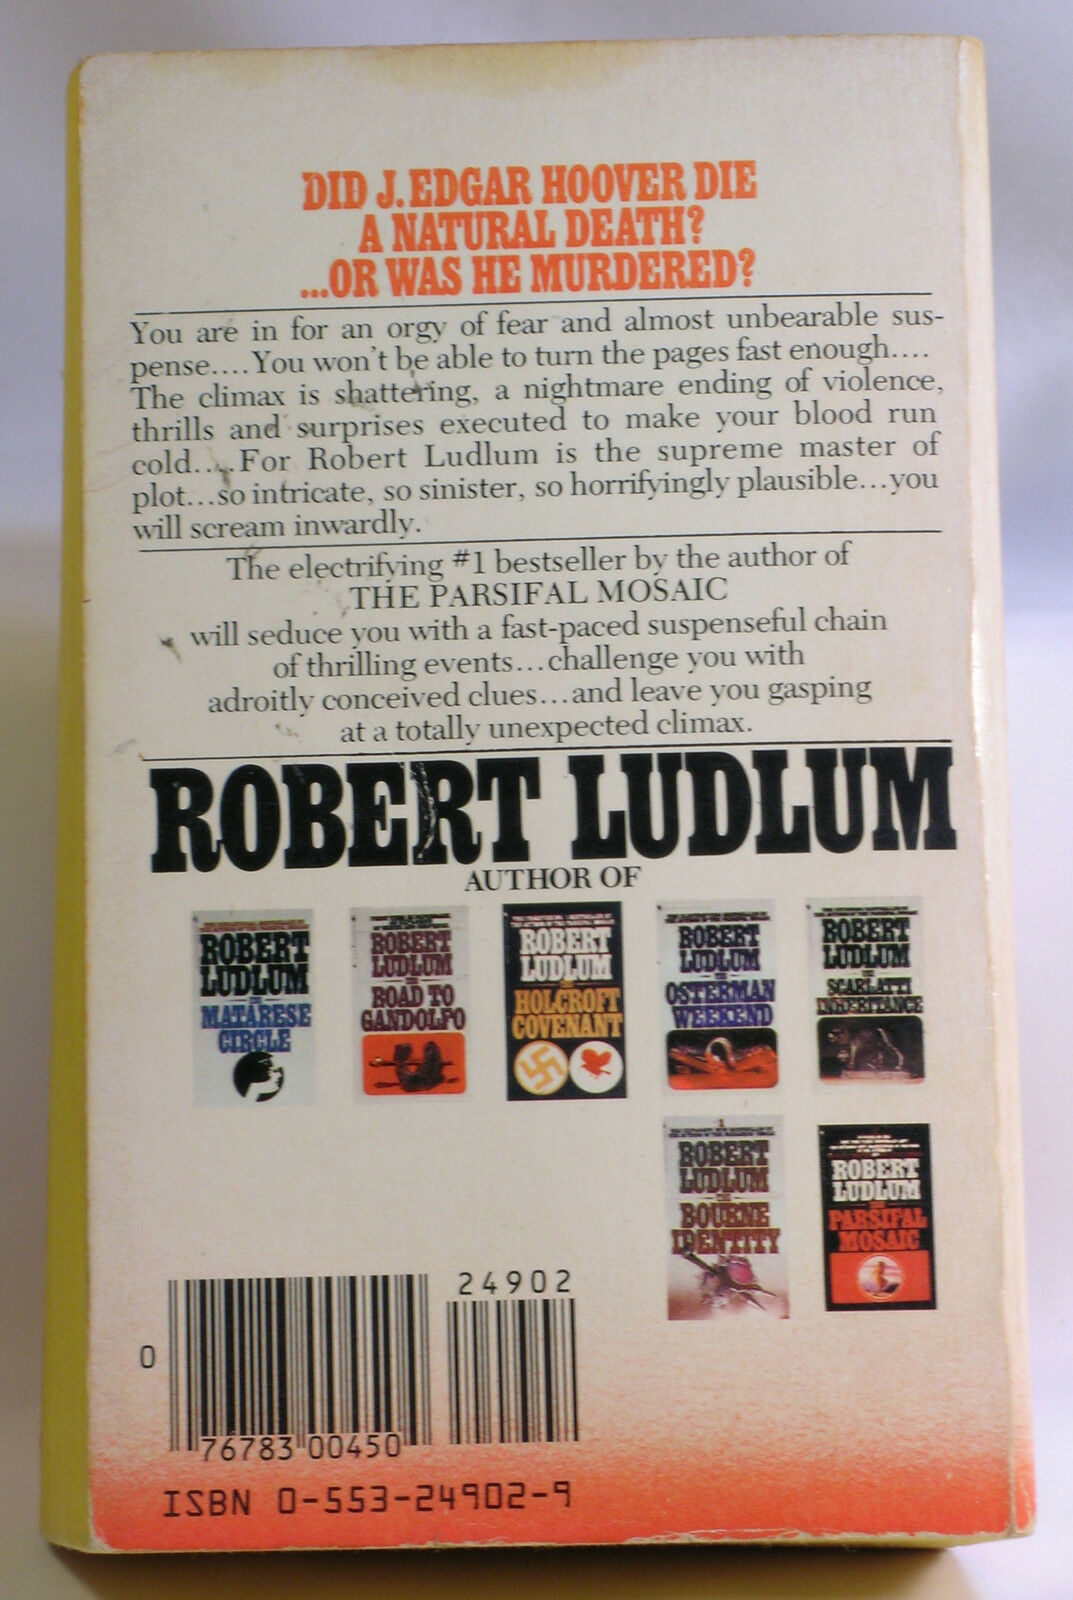 DID J. EDGAR HOOVER DIE
A NATURAL DEATH?
...OR WAS HE MURDERED?
You are in for an orgy of fear and almost unbearable sus-
pense....You won't be able to turn the pages fast enough....
The climax is shattering, a nightmare ending of violence,
thrills and surprises executed to make your blood run
cold....For Robert Ludlum is the supreme master of
plot...so intricate, so sinister, so horrifyingly plausible...you
will scream inwardly.
The electrifying #1 bestseller by the author of
THE PARSIFAL MOSAIC
will seduce you with a fast-paced suspenseful chain
of thrilling events...challenge you with
adroitly conceived clues...and leave you gasping
at a totally unexpected climax.
ROBERT LUDLUM
AUTHOR OF
ROBERT
LUDLUM
THE
MATARESE
CIRCLE
ROBERT
LUDLUM
THE
ROAD TO
GANDOLFO
ROBERT
LUDLUM
THE
HOLCROFT
COVENANT
ROBERT
LUDLUM
THE
OSTERMAN
WEEKEND
ROBERT
LUDLUM
THE
SCARLATTI
INHERITANCE
ROBERT
LUDLUM
THE
BOURNE
IDENTITY
ROBERT
LUDLUM
THE
PARSIFAL
MOSAIC
24902
0
76783 00450
ISBN 0-553-24902-9